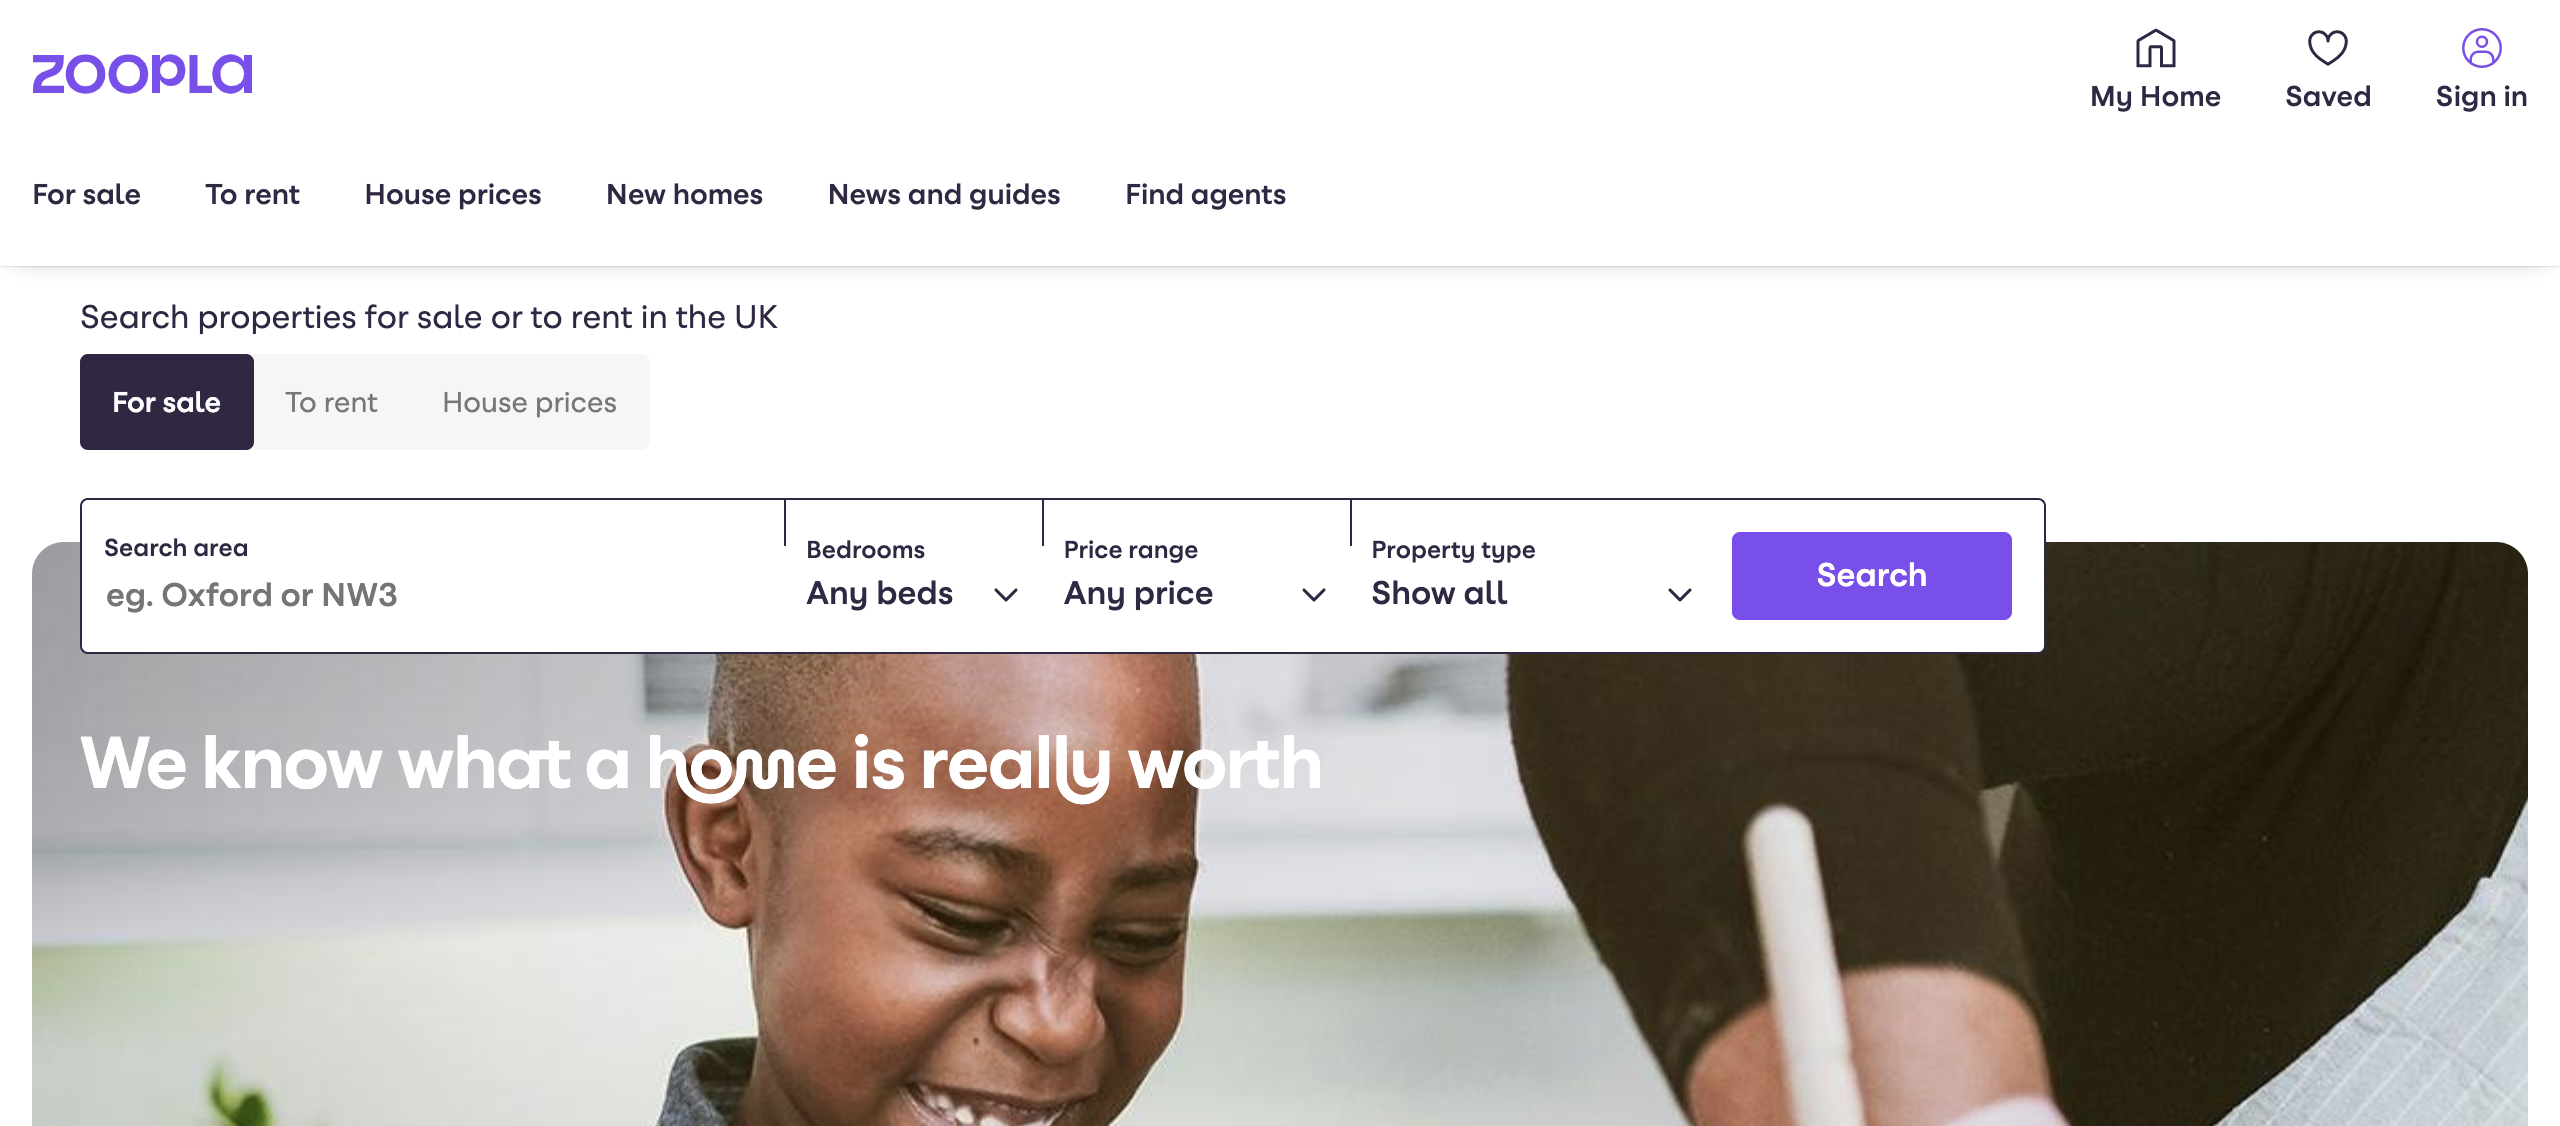 zoopla
My Home
Saved
Sign in
For sale
To rent
House prices
New homes
News and guides
Find agents
Search properties for sale or to rent in the UK
For sale
To rent
House prices
Search area
eg. Oxford or NW3
Bedrooms
Any beds
Price range
Any price
Property type
Show all
Search
We know what a home is really worth